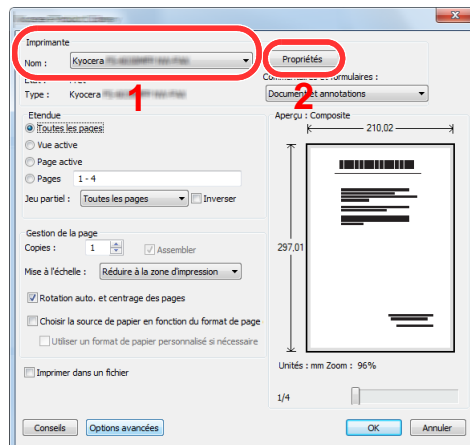 Imprimante
Nom : Kyocera
Propriétés
1
2
Commentaires et formulaires :
Type : Kyocera
Document et annotations
Etendue
Toutes les pages
Vue active
Page active
Pages 1 - 4
Jeu partiel : Toutes les pages Inverser
Aperçu : Composite
210,02
297,01
Gestion de la page
Copies : 1 Assembler
Mise à l'échelle : Réduire à la zone d'impression
Rotation auto. et centrage des pages
Choisir la source de papier en fonction du format de page
Utiliser un format de papier personnalisé si nécessaire
Imprimer dans un fichier
Unités : mm Zoom : 96%
1/4
Conseils Options avancées OK Annuler